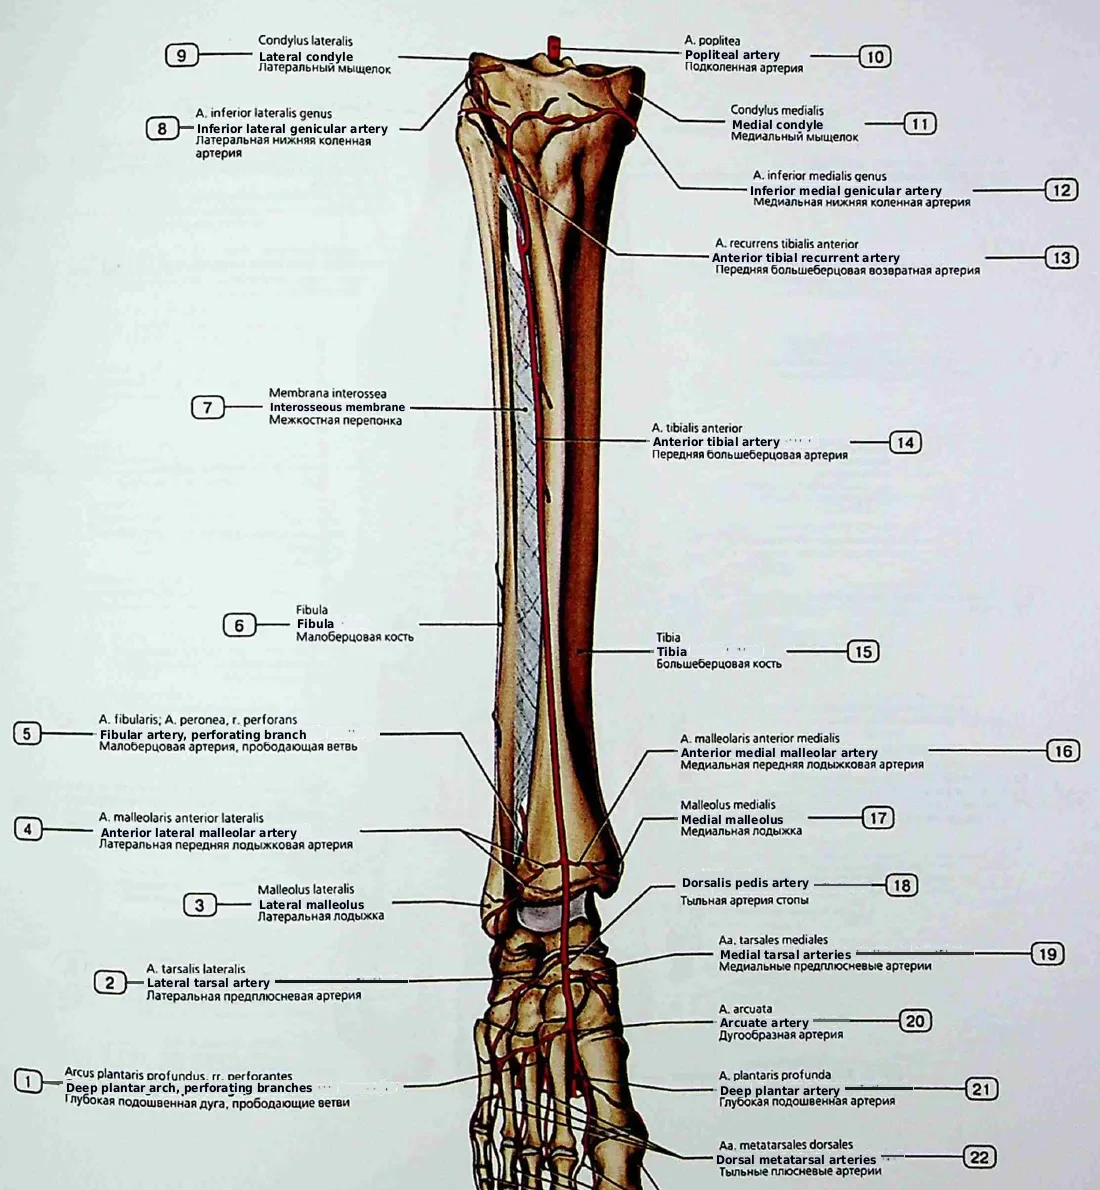 9
Condylus lateralis
Lateral condyle
Латеральный мыщелок
8
A. inferior lateralis genus
Inferior lateral genicular artery
Латеральная нижняя коленная
артерия
7
Membrana interossea
Interosseous membrane
Межкостная перепонка
6
Fibula
Fibula
Малоберцовая кость
5
A. fibularis; A. peronea, r. perforans
Fibular artery, perforating branch
Малоберцовая артерия, прободающая ветвь
4
A. malleolaris anterior lateralis
Anterior lateral malleolar artery
Латеральная передняя лодыжковая артерия
3
Malleolus lateralis
Lateral malleolus
Латеральная лодыжка
2
A. tarsalis lateralis
Lateral tarsal artery
Латеральная предплюсневая артерия
1
Arcus plantaris profundus, rr. perforantes
Deep plantar arch, perforating branches
Глубокая подошвенная дуга, прободающие ветви
A. poplitea
Popliteal artery
Подколенная артерия
10
Condylus medialis
Medial condyle
Медиальный мыщелок
11
A. inferior medialis genus
Inferior medial genicular artery
Медиальная нижняя коленная артерия
12
A. recurrens tibialis anterior
Anterior tibial recurrent artery
Передняя большеберцовая возвратная артерия
13
A. tibialis anterior
Anterior tibial artery
Передняя большеберцовая артерия
14
Tibia
Tibia
Большеберцовая кость
15
A. malleolaris anterior medialis
Anterior medial malleolar artery
Медиальная передняя лодыжковая артерия
16
Malleolus medialis
Medial malleolus
Медиальная лодыжка
17
Dorsalis pedis artery
Тыльная артерия стопы
18
Aa. tarsales mediales
Medial tarsal arteries
Медиальные предплюсневые артерии
19
A. arcuata
Arcuate artery
Дугообразная артерия
20
A. plantaris profunda
Deep plantar artery
Глубокая подошвенная артерия
21
Aa. metatarsales dorsales
Dorsal metatarsal arteries
Тыльные плюсневые артерии
22